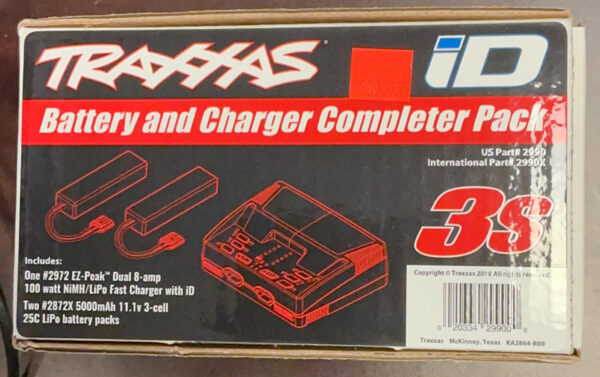 TRAXXAS iD
Battery and Charger Completer Pack
US Part# 2990
International Part# 2990X
3s
Includes:
One #2972 EZ-Peak™ Dual 8-amp
100 watt NiMH/LiPo Fast Charger with iD
Two #2872X 5000mAh 11.1v 3-cell
25C LiPo battery packs
Copyright © Traxxas 2016 All rights reserved.
0 20334 29900 0
Traxxas McKinney, Texas KA2864-R00